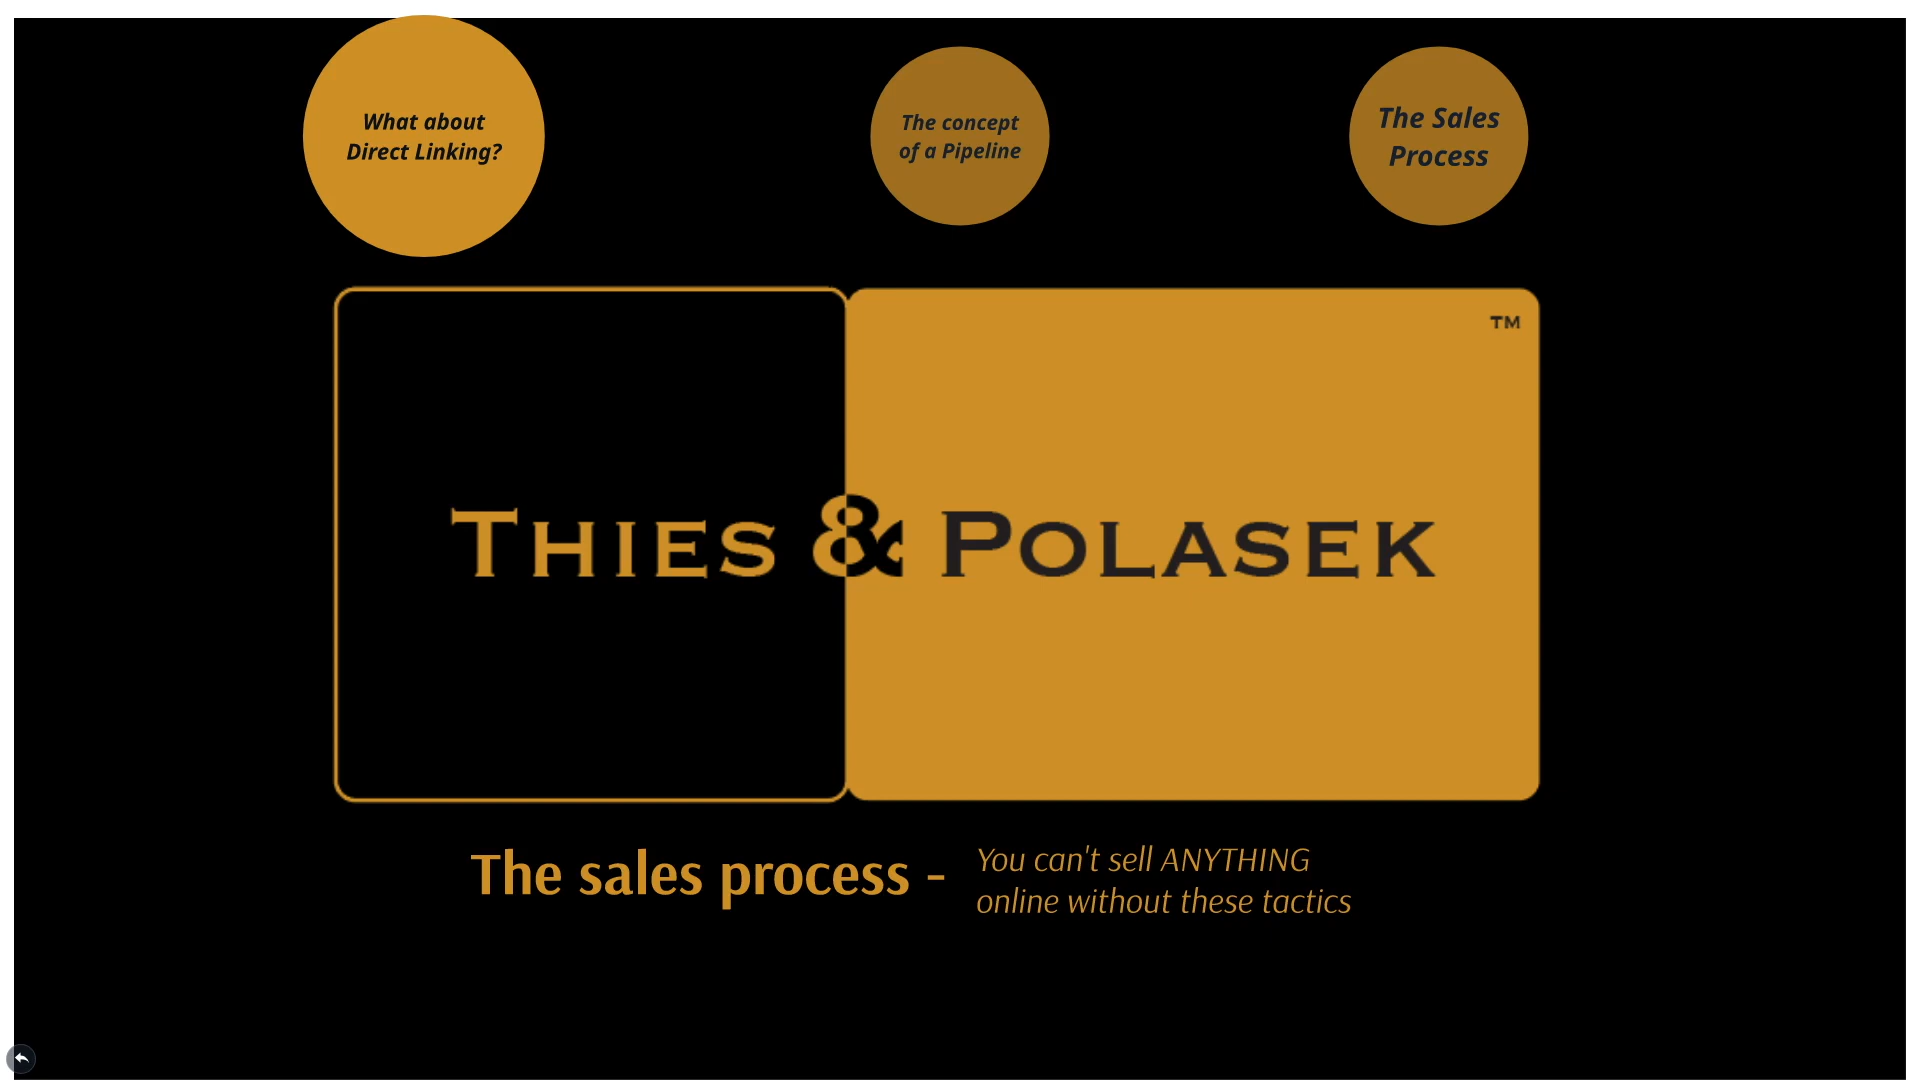 What about
Direct Linking?
The concept
of a Pipeline
The Sales
Process
TM
THIES & POLASEK
The sales process -
You can't sell ANYTHING
online without these tactics